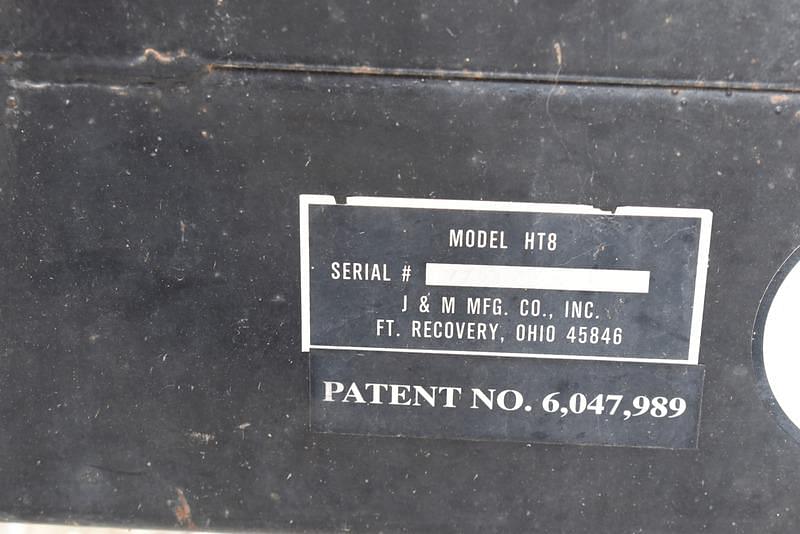 MODEL HT8
SERIAL #
J & M MFG. CO., INC.
FT. RECOVERY, OHIO 45846
PATENT NO. 6,047,989